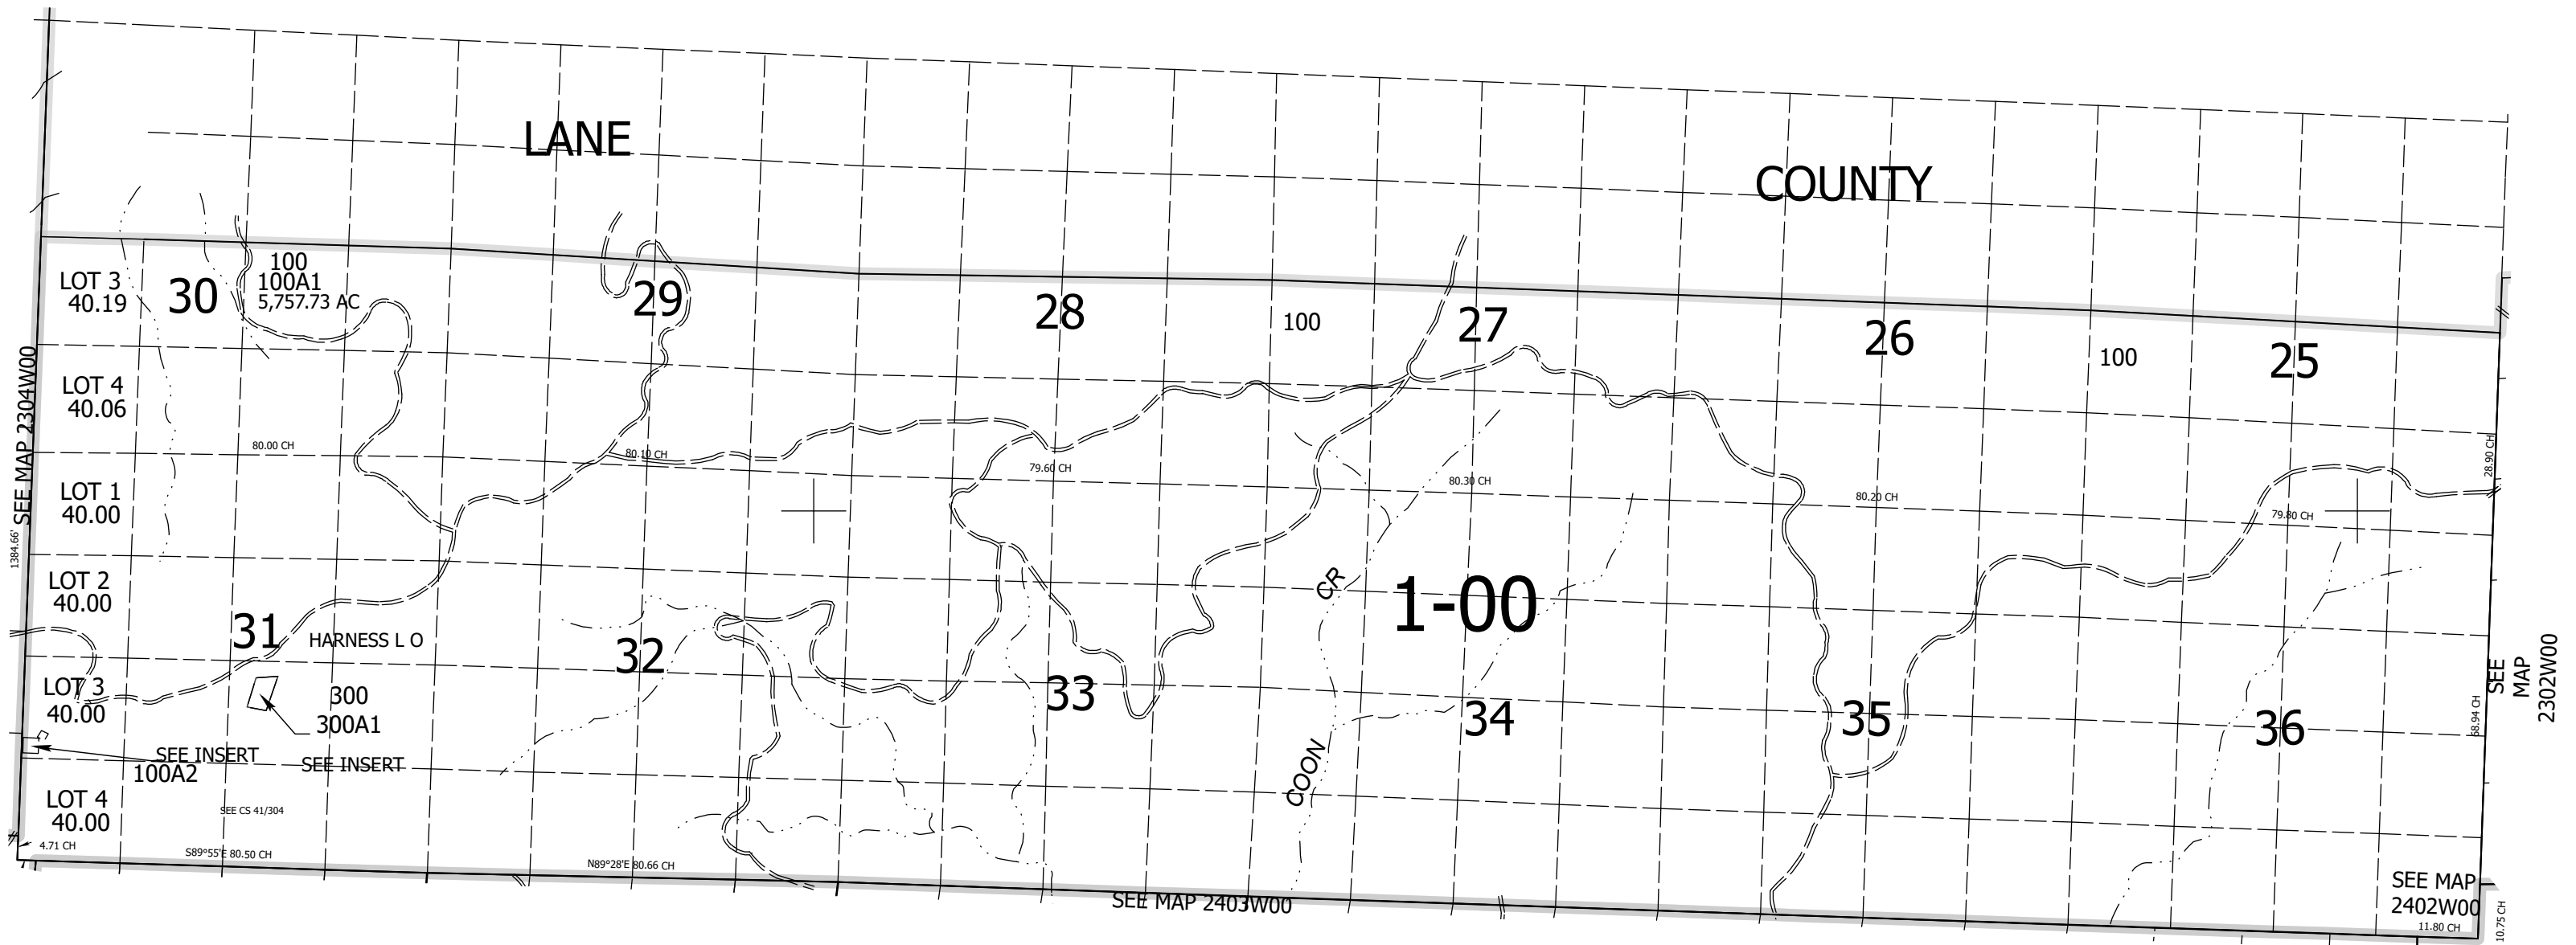 LANE
COUNTY
LOT 3
40.19
30
100
100A1
5,757.73 AC
29
28
100
27
26
100
25
SEE MAP 2304W00
LOT 4
40.06
80.00 CH
80.10 CH
79.60 CH
80.30 CH
80.20 CH
79.80 CH
28.90 CH
LOT 1
40.00
1384.66'
LOT 2
40.00
31
HARNESS L O
32
33
CR
COON
1-00
34
35
36
SEE
MAP
2302W00
68.94 CH
LOT 3
40.00
300
300A1
SEE INSERT
100A2
SEE INSERT
LOT 4
40.00
SEE CS 41/304
4.71 CH
S89°55'E 80.50 CH
N89°28'E 80.66 CH
SEE MAP 2403W00
SEE MAP
2402W00
11.80 CH
10.75 CH